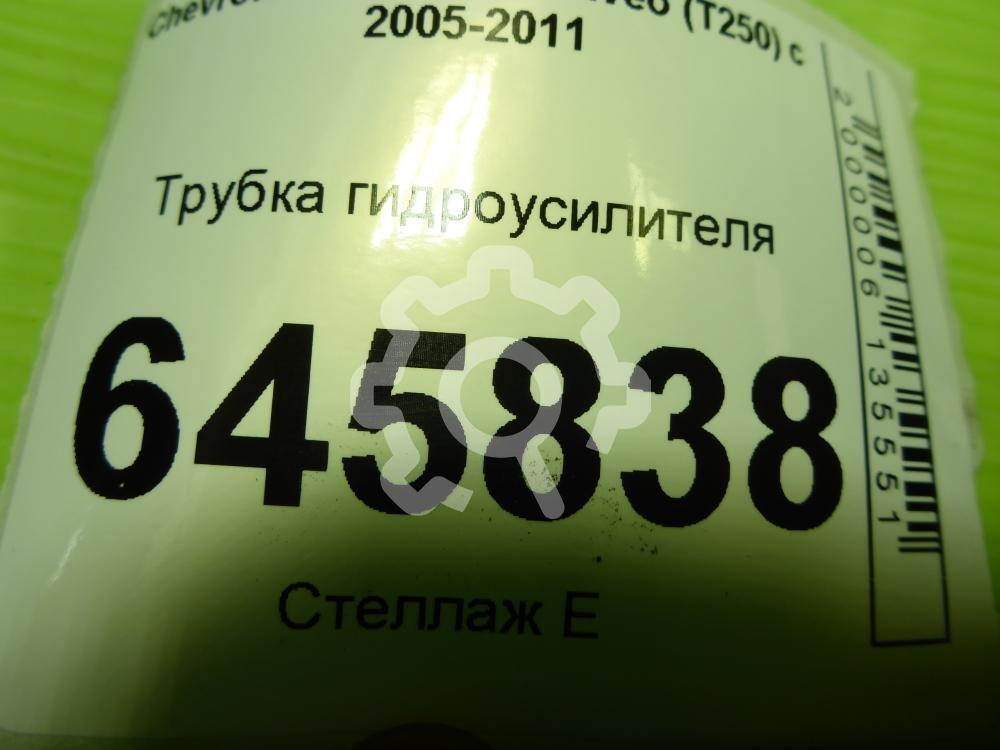 (T250) с
2005-2011
Трубка гидроусилителя
645838
Стеллаж Е
2000006135551